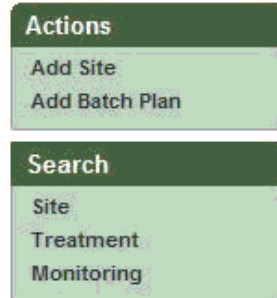 Actions
Add Site
Add Batch Plan
Search
Site
Treatment
Monitoring